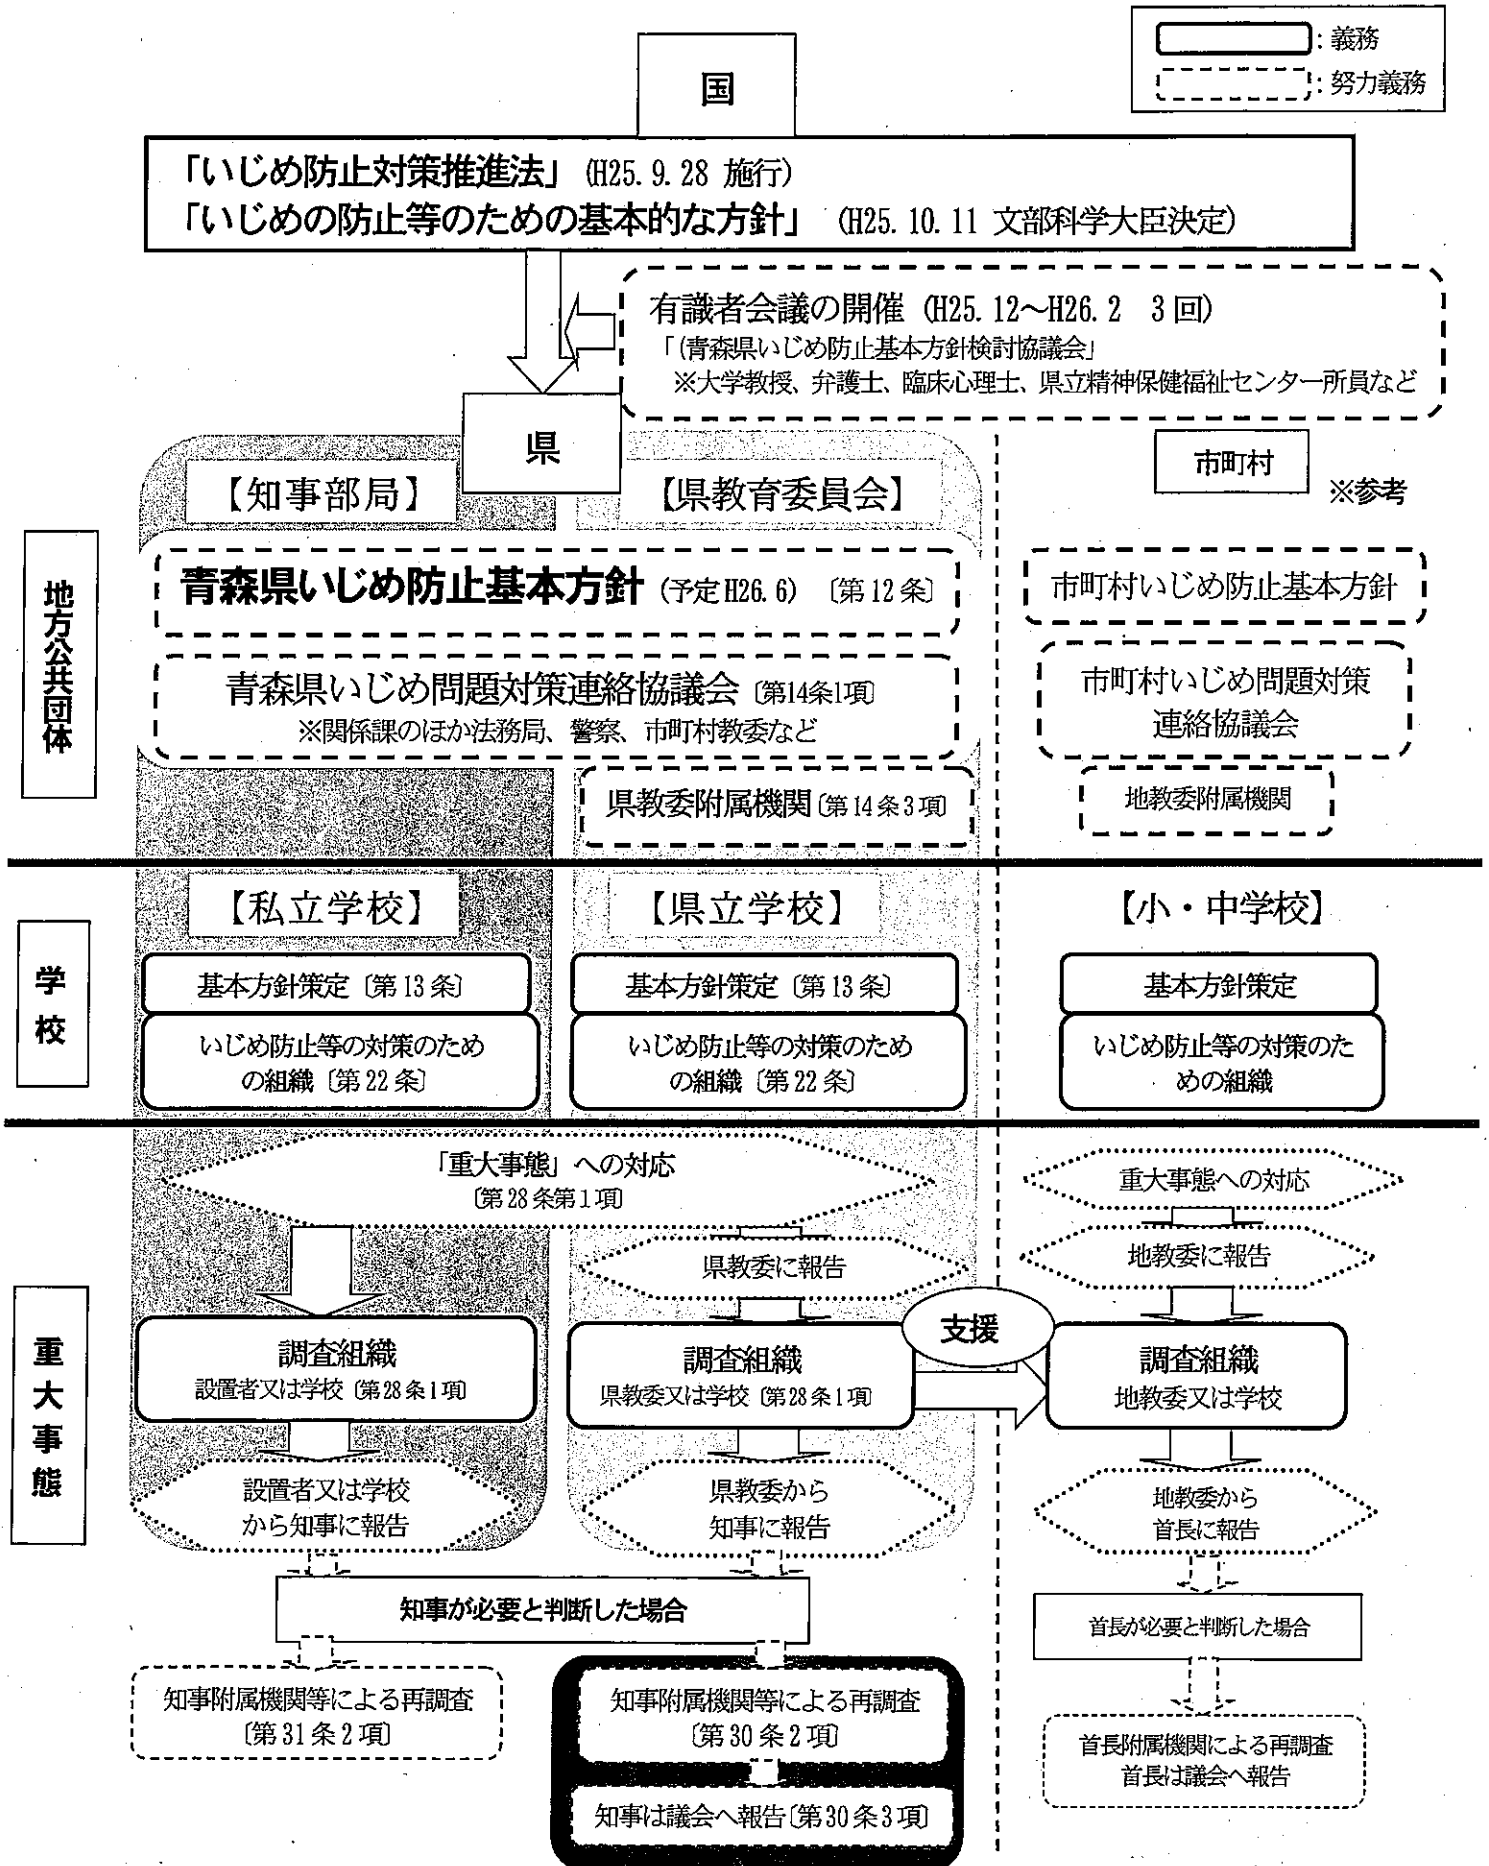 : 義務
: 努力義務
国
「いじめ防止対策推進法」(H25.9.28 施行)
「いじめの防止等のための基本的な方針」 (H25.10.11 文部科学大臣決定)
有識者会議の開催 (H25.12～H26.2 3回)
「(青森県いじめ防止基本方針検討協議会」
※大学教授、弁護士、臨床心理士、県立精神保健福祉センター所員など
県
【知事部局】
【県教育委員会】
市町村
※参考
地方公共団体
青森県いじめ防止基本方針 (予定H26.6) 〔第12条〕
市町村いじめ防止基本方針
青森県いじめ問題対策連絡協議会〔第14条1項〕
※関係課のほか法務局、警察、市町村教委など
市町村いじめ問題対策
連絡協議会
県教委附属機関〔第14条3項〕
地教委附属機関
学校
【私立学校】
【県立学校】
【小・中学校】
基本方針策定〔第13条〕
基本方針策定〔第13条〕
基本方針策定
いじめ防止等の対策のため
の組織〔第22条〕
いじめ防止等の対策のため
の組織〔第22条〕
いじめ防止等の対策のた
めの組織
重大事態
「重大事態」への対応
〔第28条第1項〕
重大事態への対応
県教委に報告
地教委に報告
調査組織
設置者又は学校〔第28条1項〕
調査組織
県教委又は学校〔第28条1項〕
支援
調査組織
地教委又は学校
設置者又は学校
から知事に報告
県教委から
知事に報告
地教委から
首長に報告
知事が必要と判断した場合
首長が必要と判断した場合
知事附属機関等による再調査
〔第31条2項〕
知事附属機関等による再調査
〔第30条2項〕
知事は議会へ報告〔第30条3項〕
首長附属機関による再調査
首長は議会へ報告